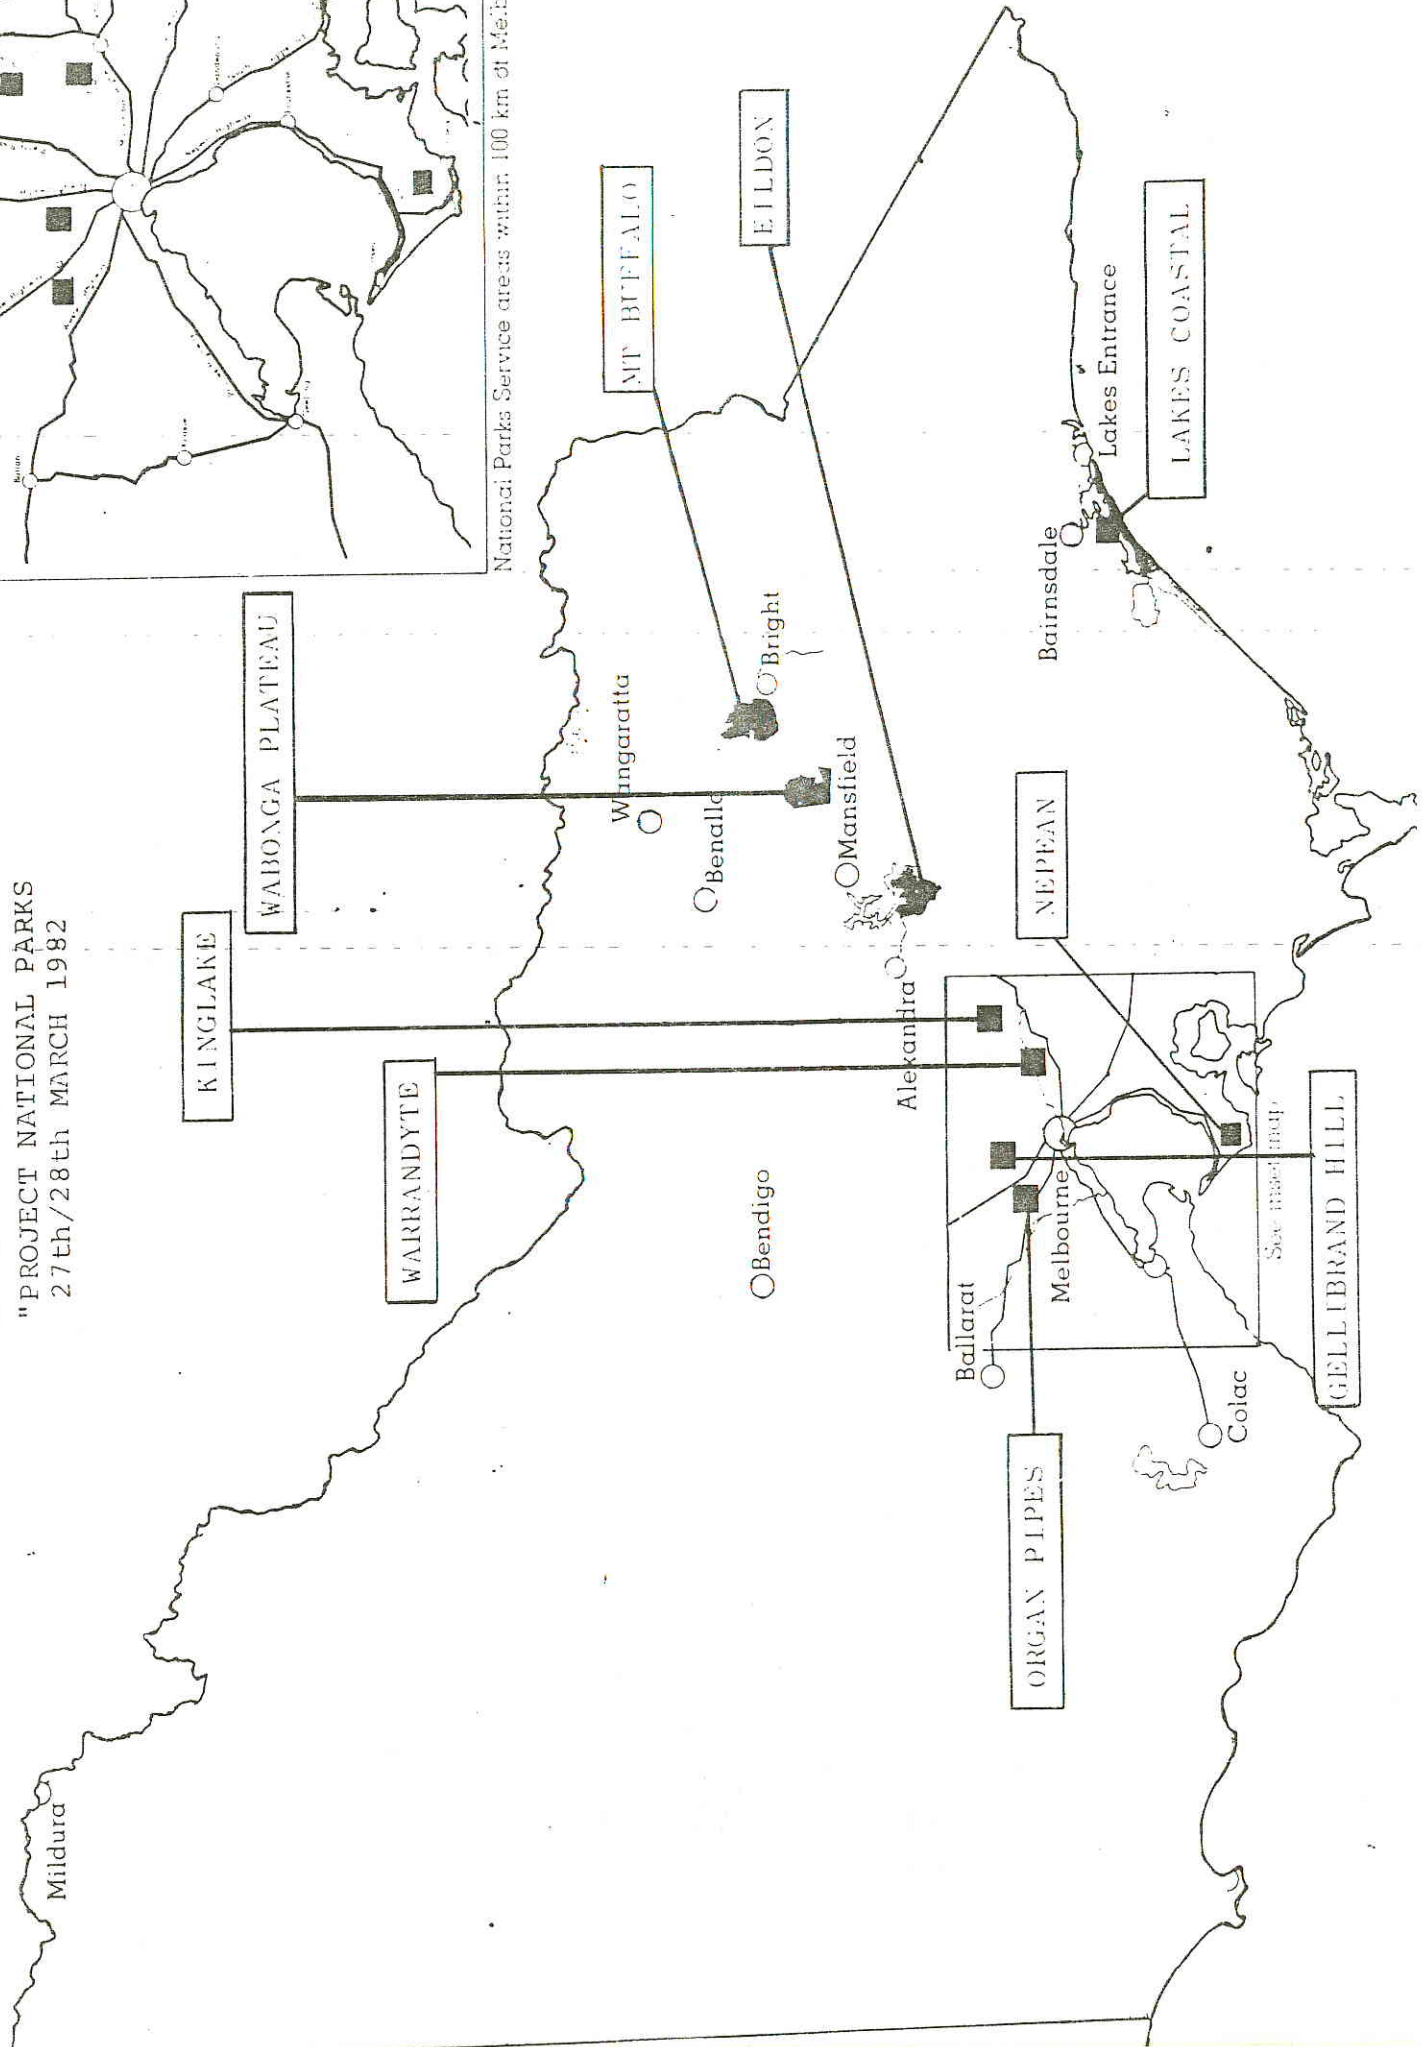 "PROJECT NATIONAL PARKS
27th/28th MARCH 1982
National Parks Service areas within 100 km of Melb
KINGLAKE
WABONGA PLATEAU
WARRANDYTE
MT BUFFALO
EILDON
Mildura
Wangaratta
Benalla
Bright
Mansfield
Bendigo
Alexandra
NEPEAN
Bairnsdale
Lakes Entrance
LAKES COASTAL
Ballarat
Melbourne
Colac
See inset map
ORGAN PIPES
GELLIBRAND HILL